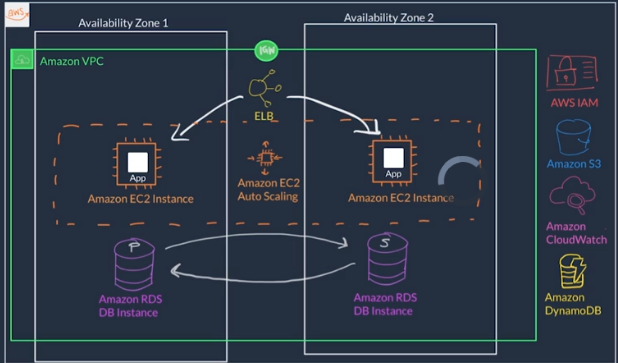 aws
Availability Zone 1
Availability Zone 2
Amazon VPC
IGW
ELB
AWS IAM
Amazon S3
App
App
Amazon EC2 Instance
Amazon EC2
Auto Scaling
Amazon EC2 Instance
Amazon
CloudWatch
P
S
Amazon RDS
DB Instance
Amazon RDS
DB Instance
Amazon
DynamoDB